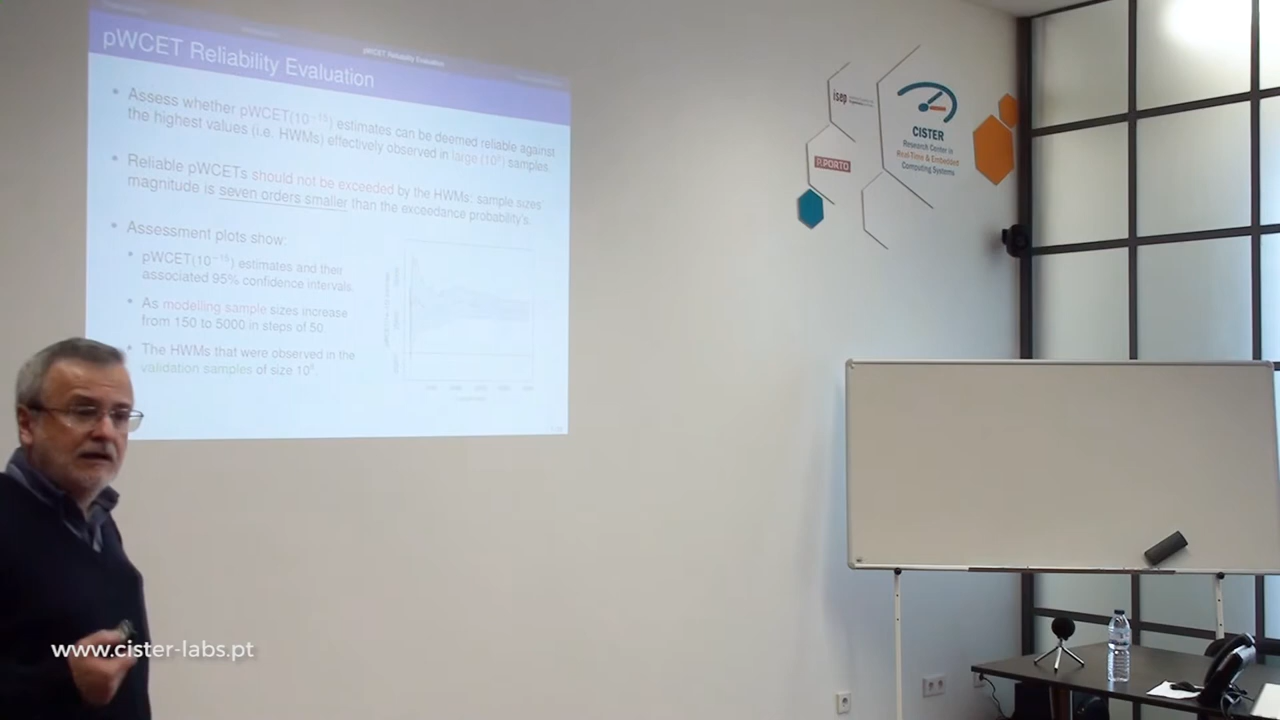 pWCET Reliability Evaluation
pWCET Reliability Evaluation
Assess whether pWCET(10⁻¹⁵) estimates can be deemed reliable against
the highest values (i.e. HWMs) effectively observed in large (10⁸) samples.
Reliable pWCETs should not be exceeded by the HWMs: sample sizes'
magnitude is seven orders smaller than the exceedance probability's.
Assessment plots show:
pWCET(10⁻¹⁵) estimates and their
associated 95% confidence intervals.
As modelling sample sizes increase
from 150 to 5000 in steps of 50.
The HWMs that were observed in the
validation samples of size 10⁸.
isep
P.PORTO
CISTER
Research Center in
Real-Time & Embedded
Computing Systems
www.cister-labs.pt